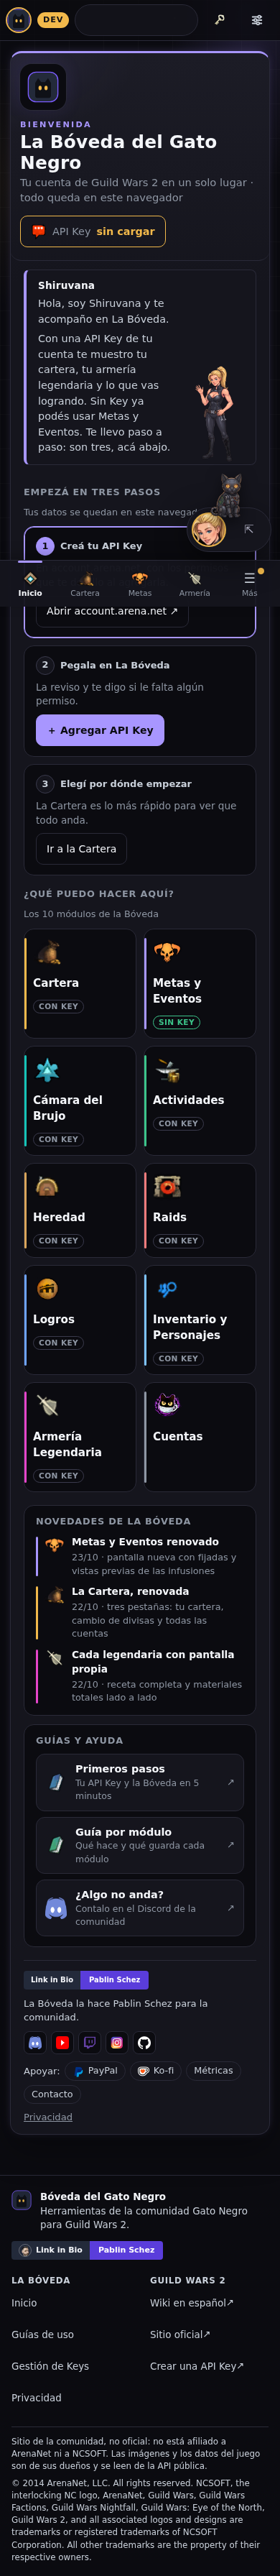 DEV
BIENVENIDA
La Bóveda del Gato
Negro
Tu cuenta de Guild Wars 2 en un solo lugar ·
todo queda en este navegador
API Key sin cargar
Shiruvana
Hola, soy Shiruvana y te
acompaño en La Bóveda.
Con una API Key de tu
cuenta te muestro tu
cartera, tu armería
legendaria y lo que vas
logrando. Sin Key ya
podés usar Metas y
Eventos. Te llevo paso a
paso: son tres, acá abajo.
EMPEZÁ EN TRES PASOS
Tus datos se quedan en este navegad
1 Creá tu API Key
Inicio
Cartera
Metas
Armería
Más
Abrir account.arena.net ↗
2 Pegala en La Bóveda
La reviso y te digo si le falta algún
permiso.
+ Agregar API Key
3 Elegí por dónde empezar
La Cartera es lo más rápido para ver que
todo anda.
Ir a la Cartera
¿QUÉ PUEDO HACER AQUÍ?
Los 10 módulos de la Bóveda
Cartera
CON KEY
Metas y
Eventos
SIN KEY
Cámara del
Brujo
CON KEY
Actividades
CON KEY
Heredad
CON KEY
Raids
CON KEY
Logros
CON KEY
Inventario y
Personajes
CON KEY
Armería
Legendaria
CON KEY
Cuentas
NOVEDADES DE LA BÓVEDA
Metas y Eventos renovado
23/10 · pantalla nueva con fijadas y
vistas previas de las infusiones
La Cartera, renovada
22/10 · tres pestañas: tu cartera,
cambio de divisas y todas las
cuentas
Cada legendaria con pantalla
propia
22/10 · receta completa y materiales
totales lado a lado
GUÍAS Y AYUDA
Primeros pasos
Tu API Key y la Bóveda en 5
minutos
↗
Guía por módulo
Qué hace y qué guarda cada
módulo
↗
¿Algo no anda?
Contalo en el Discord de la
comunidad
↗
Link in Bio Pablin Schez
La Bóveda la hace Pablin Schez para la
comunidad.
Apoyar: PayPal Ko-fi Métricas
Contacto
Privacidad
Bóveda del Gato Negro
Herramientas de la comunidad Gato Negro
para Guild Wars 2.
Link in Bio Pablin Schez
LA BÓVEDA
Inicio
Guías de uso
Gestión de Keys
Privacidad
GUILD WARS 2
Wiki en español↗
Sitio oficial↗
Crear una API Key↗
Sitio de la comunidad, no oficial: no está afiliado a
ArenaNet ni a NCSOFT. Las imágenes y los datos del juego
son de sus dueños y se leen de la API pública.
© 2014 ArenaNet, LLC. All rights reserved. NCSOFT, the
interlocking NC logo, ArenaNet, Guild Wars, Guild Wars
Factions, Guild Wars Nightfall, Guild Wars: Eye of the North,
Guild Wars 2, and all associated logos and designs are
trademarks or registered trademarks of NCSOFT
Corporation. All other trademarks are the property of their
respective owners.